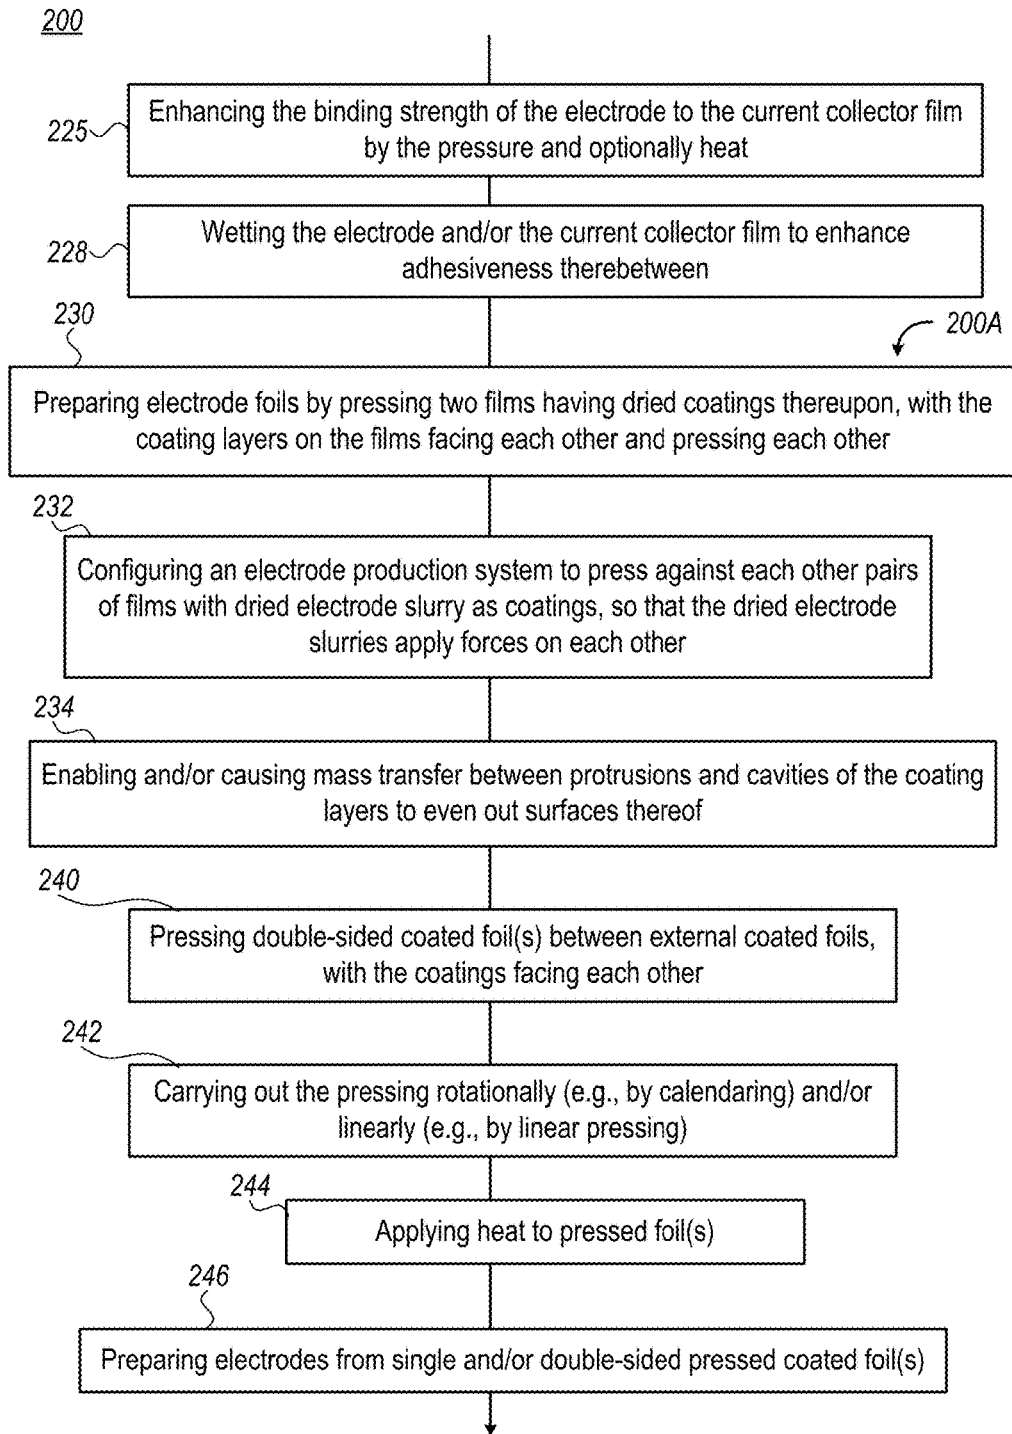 200
225
Enhancing the binding strength of the electrode to the current collector film
by the pressure and optionally heat
228
Wetting the electrode and/or the current collector film to enhance
adhesiveness therebetween
230
200A
Preparing electrode foils by pressing two films having dried coatings thereupon, with the
coating layers on the films facing each other and pressing each other
232
Configuring an electrode production system to press against each other pairs
of films with dried electrode slurry as coatings, so that the dried electrode
slurries apply forces on each other
234
Enabling and/or causing mass transfer between protrusions and cavities of the coating
layers to even out surfaces thereof
240
Pressing double-sided coated foil(s) between external coated foils,
with the coatings facing each other
242
Carrying out the pressing rotationally (e.g., by calendaring) and/or
linearly (e.g., by linear pressing)
244
Applying heat to pressed foil(s)
246
Preparing electrodes from single and/or double-sided pressed coated foil(s)